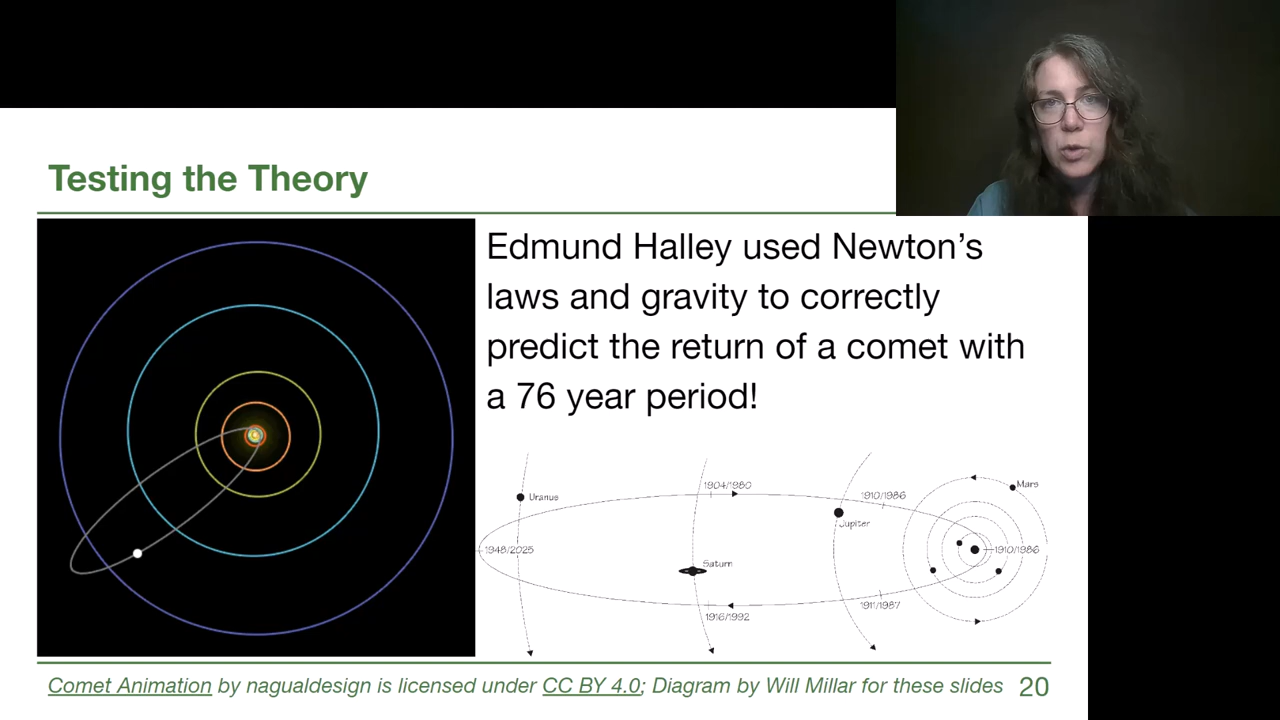 Testing the Theory
Edmund Halley used Newton's
laws and gravity to correctly
predict the return of a comet with
a 76 year period!
1904/1980
1910/1986
Mars
Uranus
Jupiter
1948/2025
1910/1986
Saturn
1911/1987
1916/1992
Comet Animation by nagualdesign is licensed under CC BY 4.0; Diagram by Will Millar for these slides
20